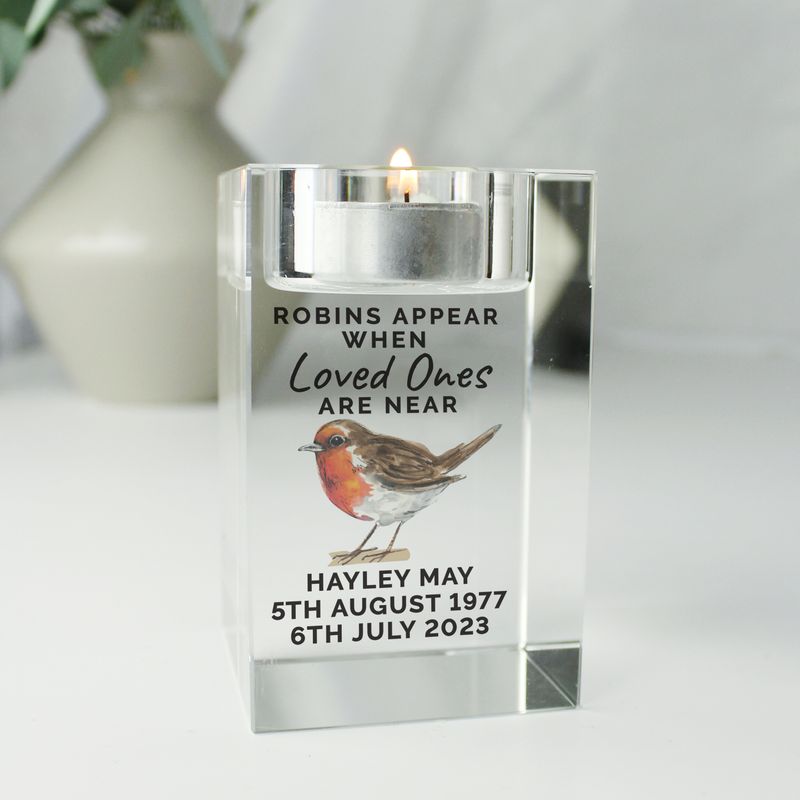 ROBINS APPEAR
WHEN
Loved Ones
ARE NEAR
HAYLEY MAY
5TH AUGUST 1977
6TH JULY 2023